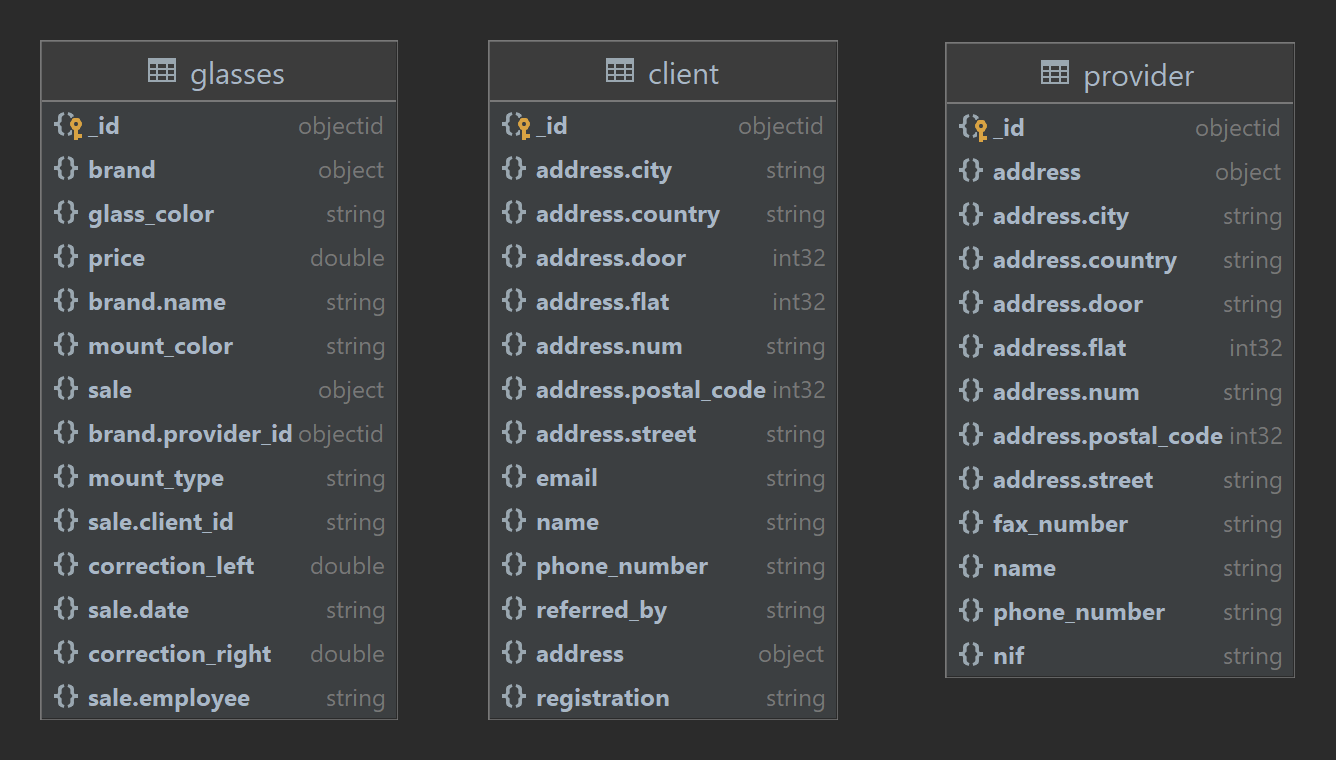 glasses
_id objectid
brand object
glass_color string
price double
brand.name string
mount_color string
sale object
brand.provider_id objectid
mount_type string
sale.client_id string
correction_left double
sale.date string
correction_right double
sale.employee string
client
_id objectid
address.city string
address.country string
address.door int32
address.flat int32
address.num string
address.postal_code int32
address.street string
email string
name string
phone_number string
referred_by string
address object
registration string
provider
_id objectid
address object
address.city string
address.country string
address.door string
address.flat int32
address.num string
address.postal_code int32
address.street string
fax_number string
name string
phone_number string
nif string